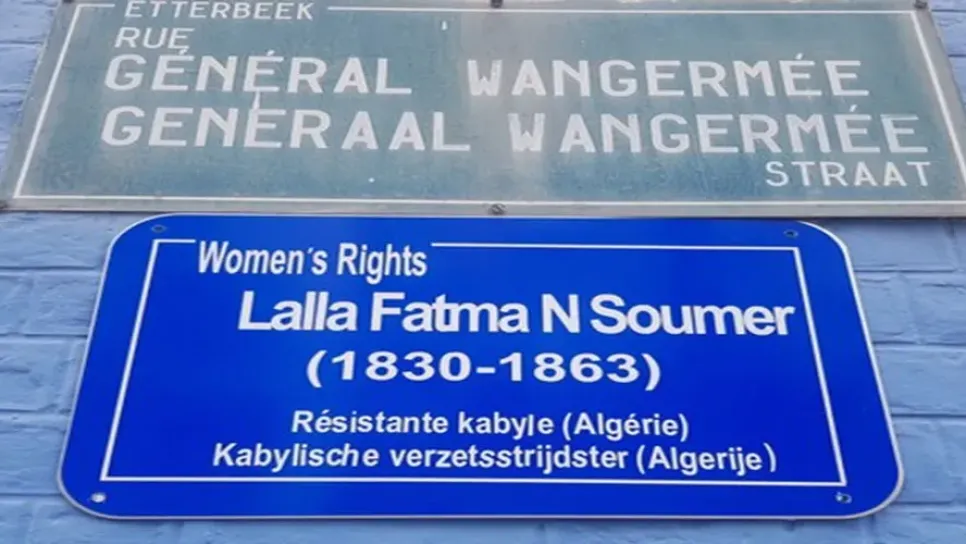 ETTERBEEK
RUE
GÉNÉRAL WANGERMÉE
GENERAAL WANGERMÉE
STRAAT
Women´s Rights
Lalla Fatma N Soumer
(1830-1863)
Résistante kabyle (Algérie)
Kabylische verzetsstrijdster (Algerije)